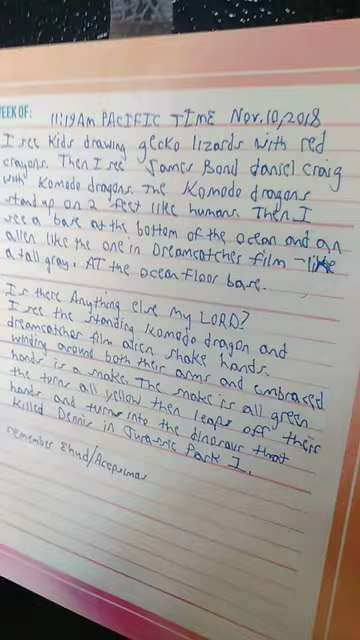 WEEK OF: 11:19Am PACIFIC TIME Nov. 10, 2018
I see kids drawing gecko lizards with red
crayons. Then I see James Bond daniel craig
with Komodo dragons. The Komodo dragons
stand up on 2 feet like humans. Then I
see a base at the bottom of the ocean and an
alien like the one in Dreamcatcher film - like
a tall gray. AT the ocean floor base.
Is there Anything else my LORD?
I see the standing Komodo dragon and
dreamcatcher film alien shake hands.
winding around both their arms and embraced
hands is a snake. The snake is all green
the turns all yellow then leaps off their
hands and turns into the dinosaur that
killed Dennis in Jurassic Park I.
remember Ehud/